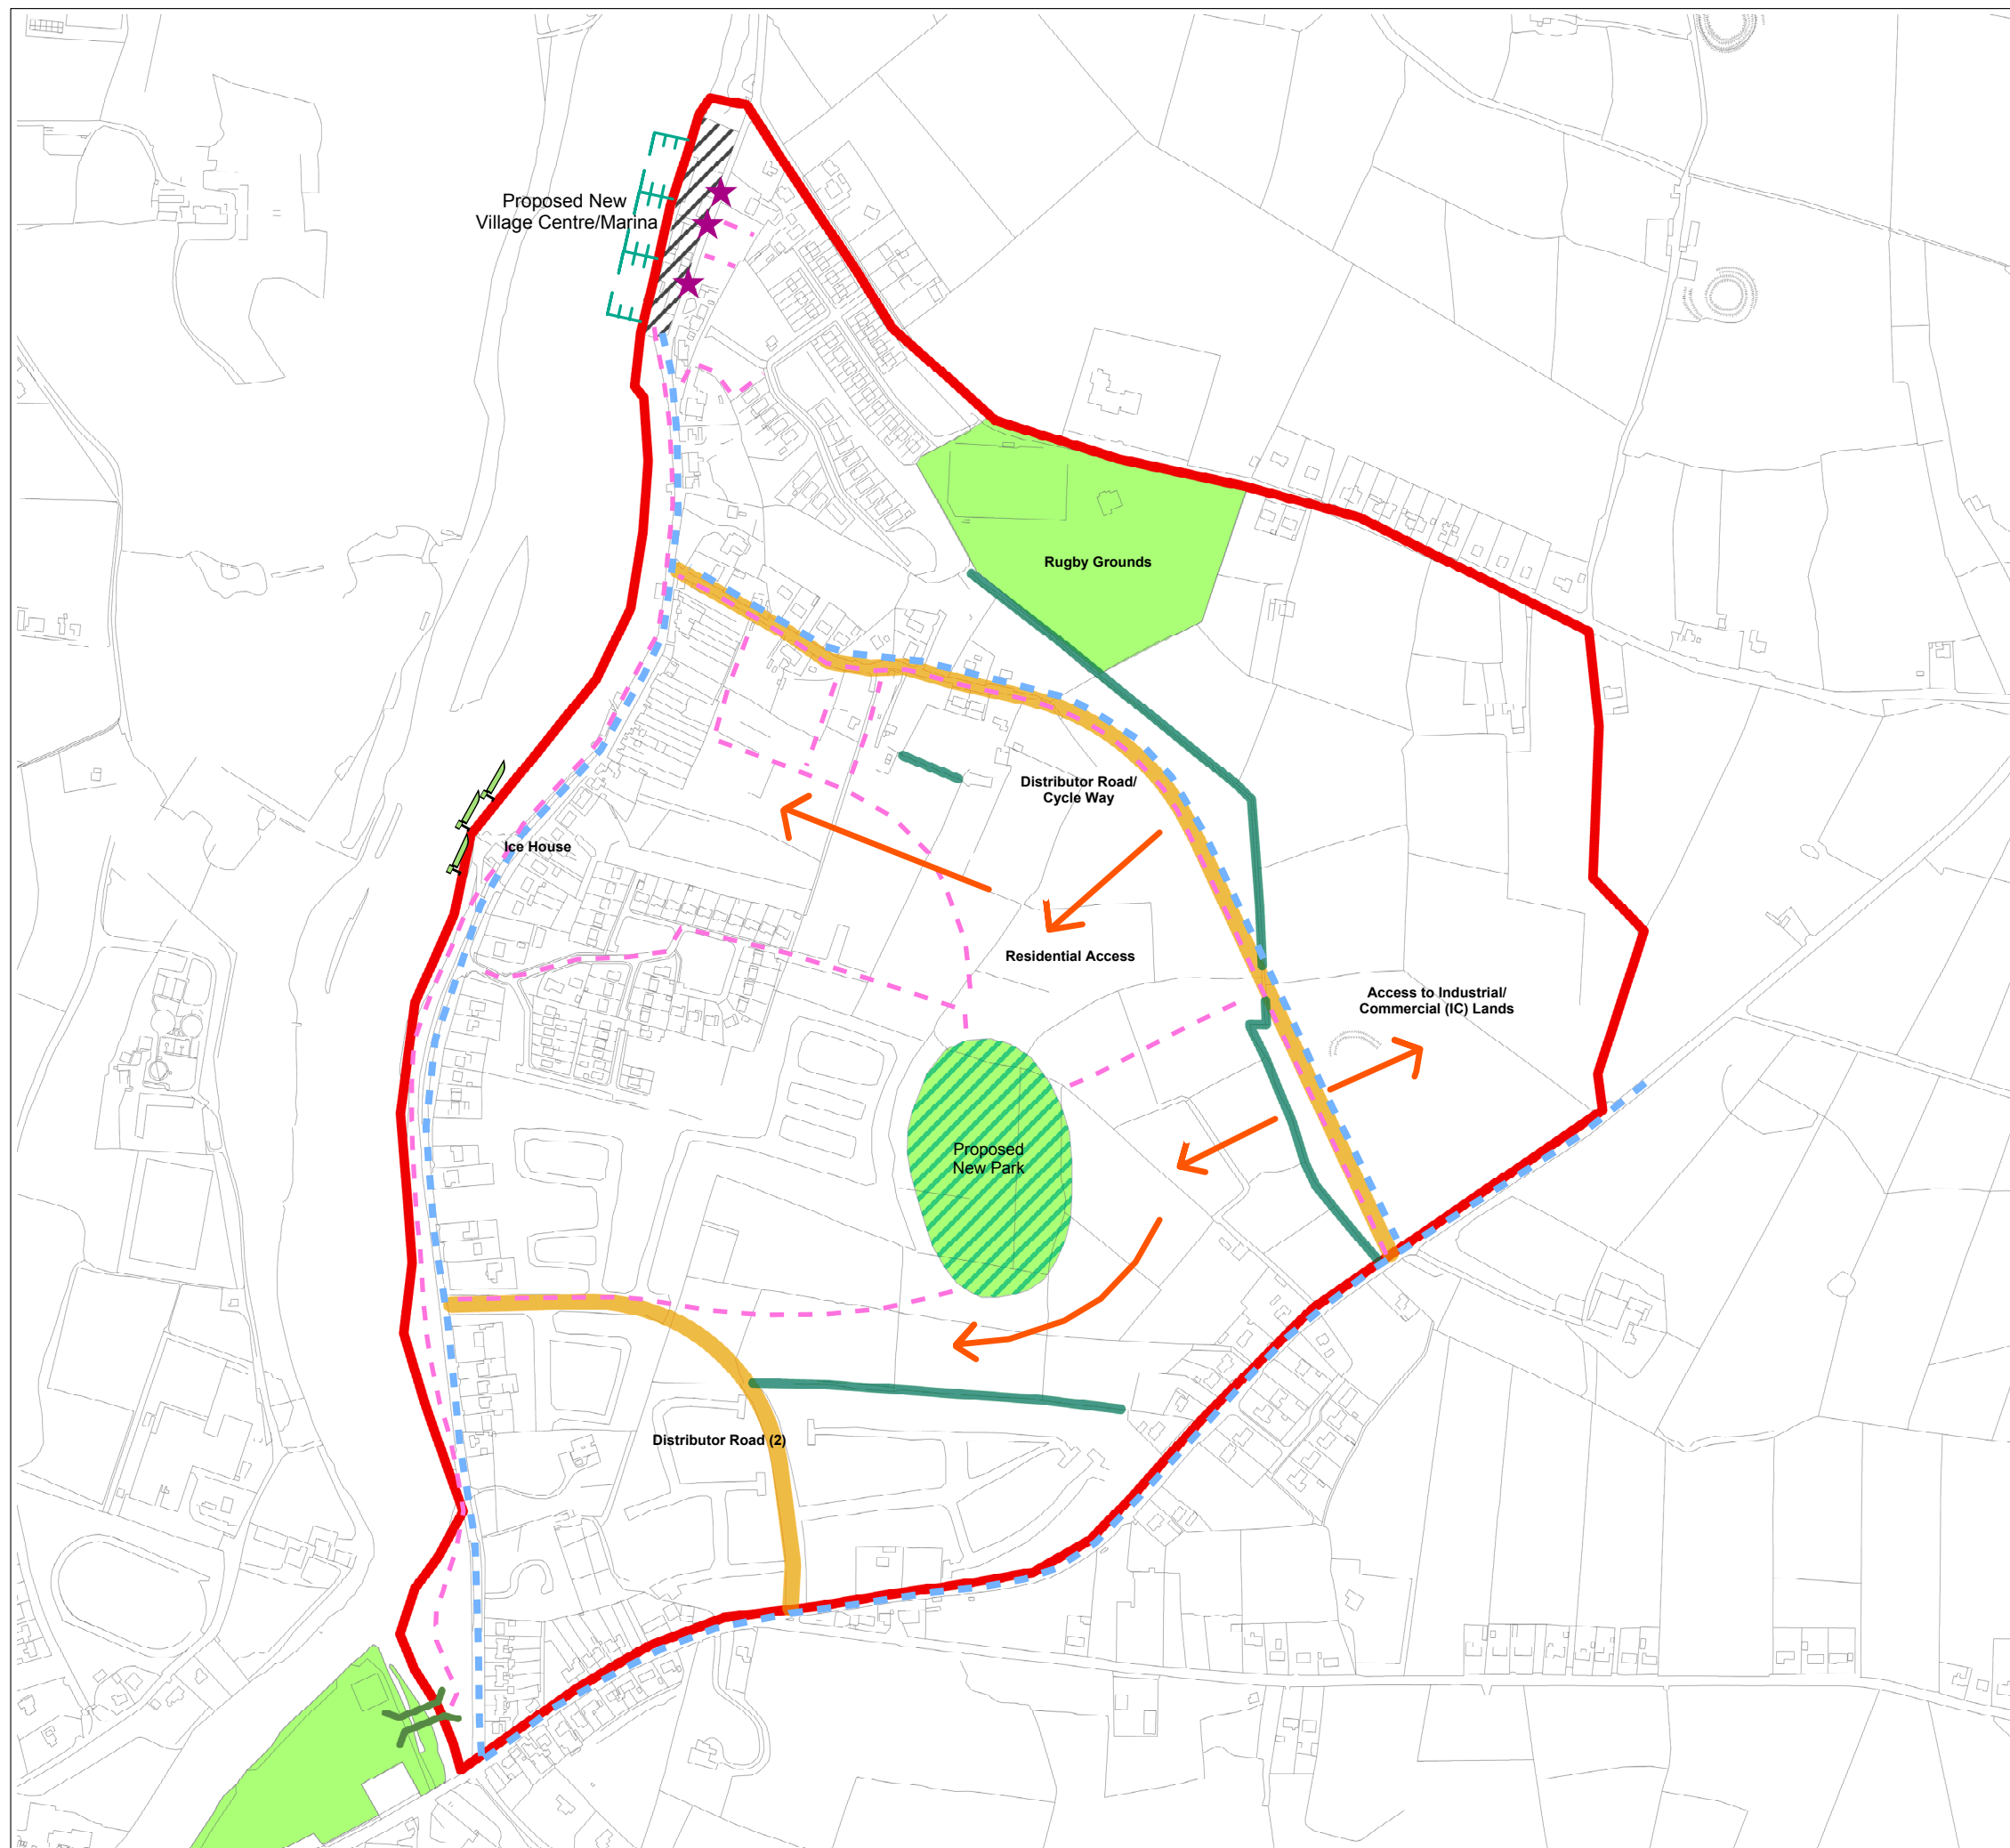 Proposed New
Village Centre/Marina
Rugby Grounds
Distributor Road/
Cycle Way
Ice House
Residential Access
Access to Industrial/
Commercial (IC) Lands
Proposed
New Park
Distributor Road (2)